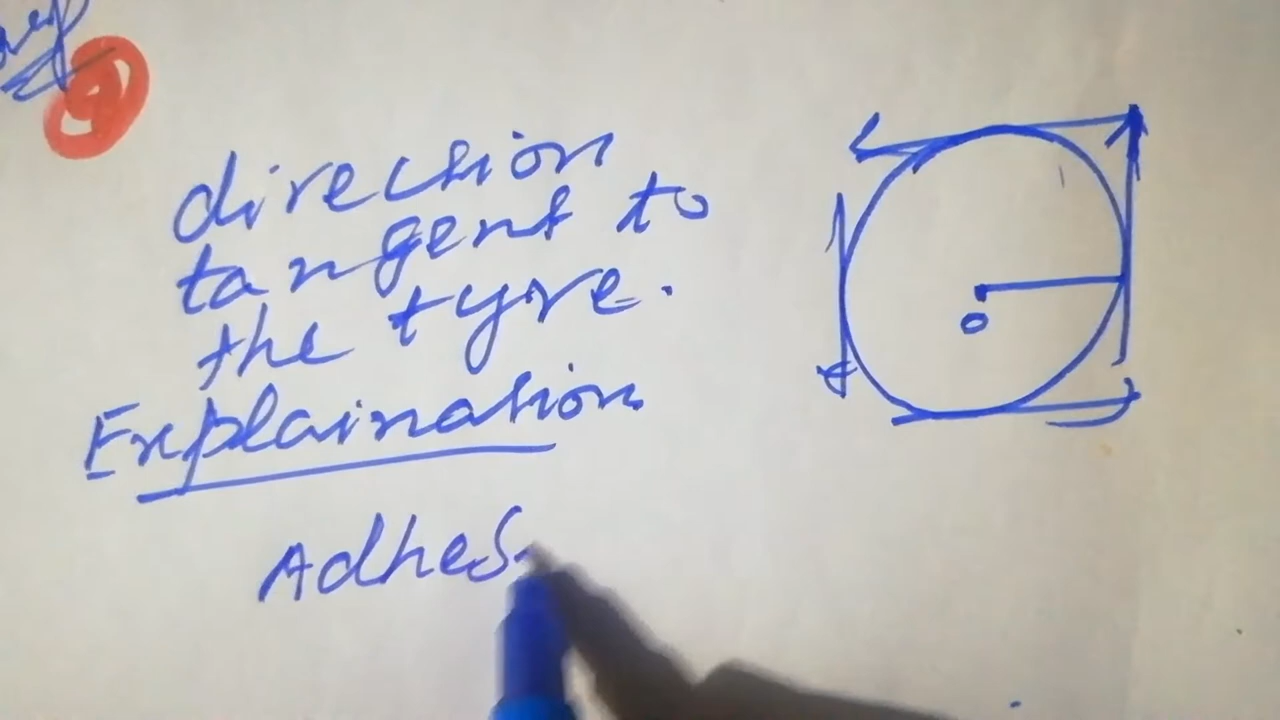 direction
tangent to
the tyre.
Explaination
Adhes
o